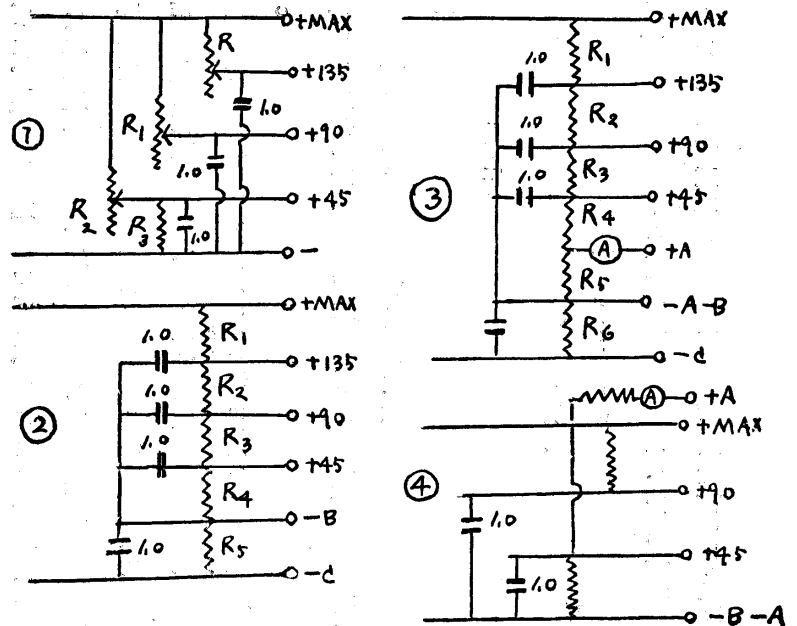 ①
+MAX
R
+135
1.0
R1
+90
1.0
R2
R3
+45
1.0
-
②
+MAX
1.0
R1
+135
1.0
R2
+90
1.0
R3
+45
R4
-B
1.0
R5
-C
③
+MAX
1.0
R1
+135
1.0
R2
+90
1.0
R3
+45
R4
A
+A
R5
-A-B
R6
-C
④
A
+A
+MAX
+90
1.0
+45
1.0
-B-A